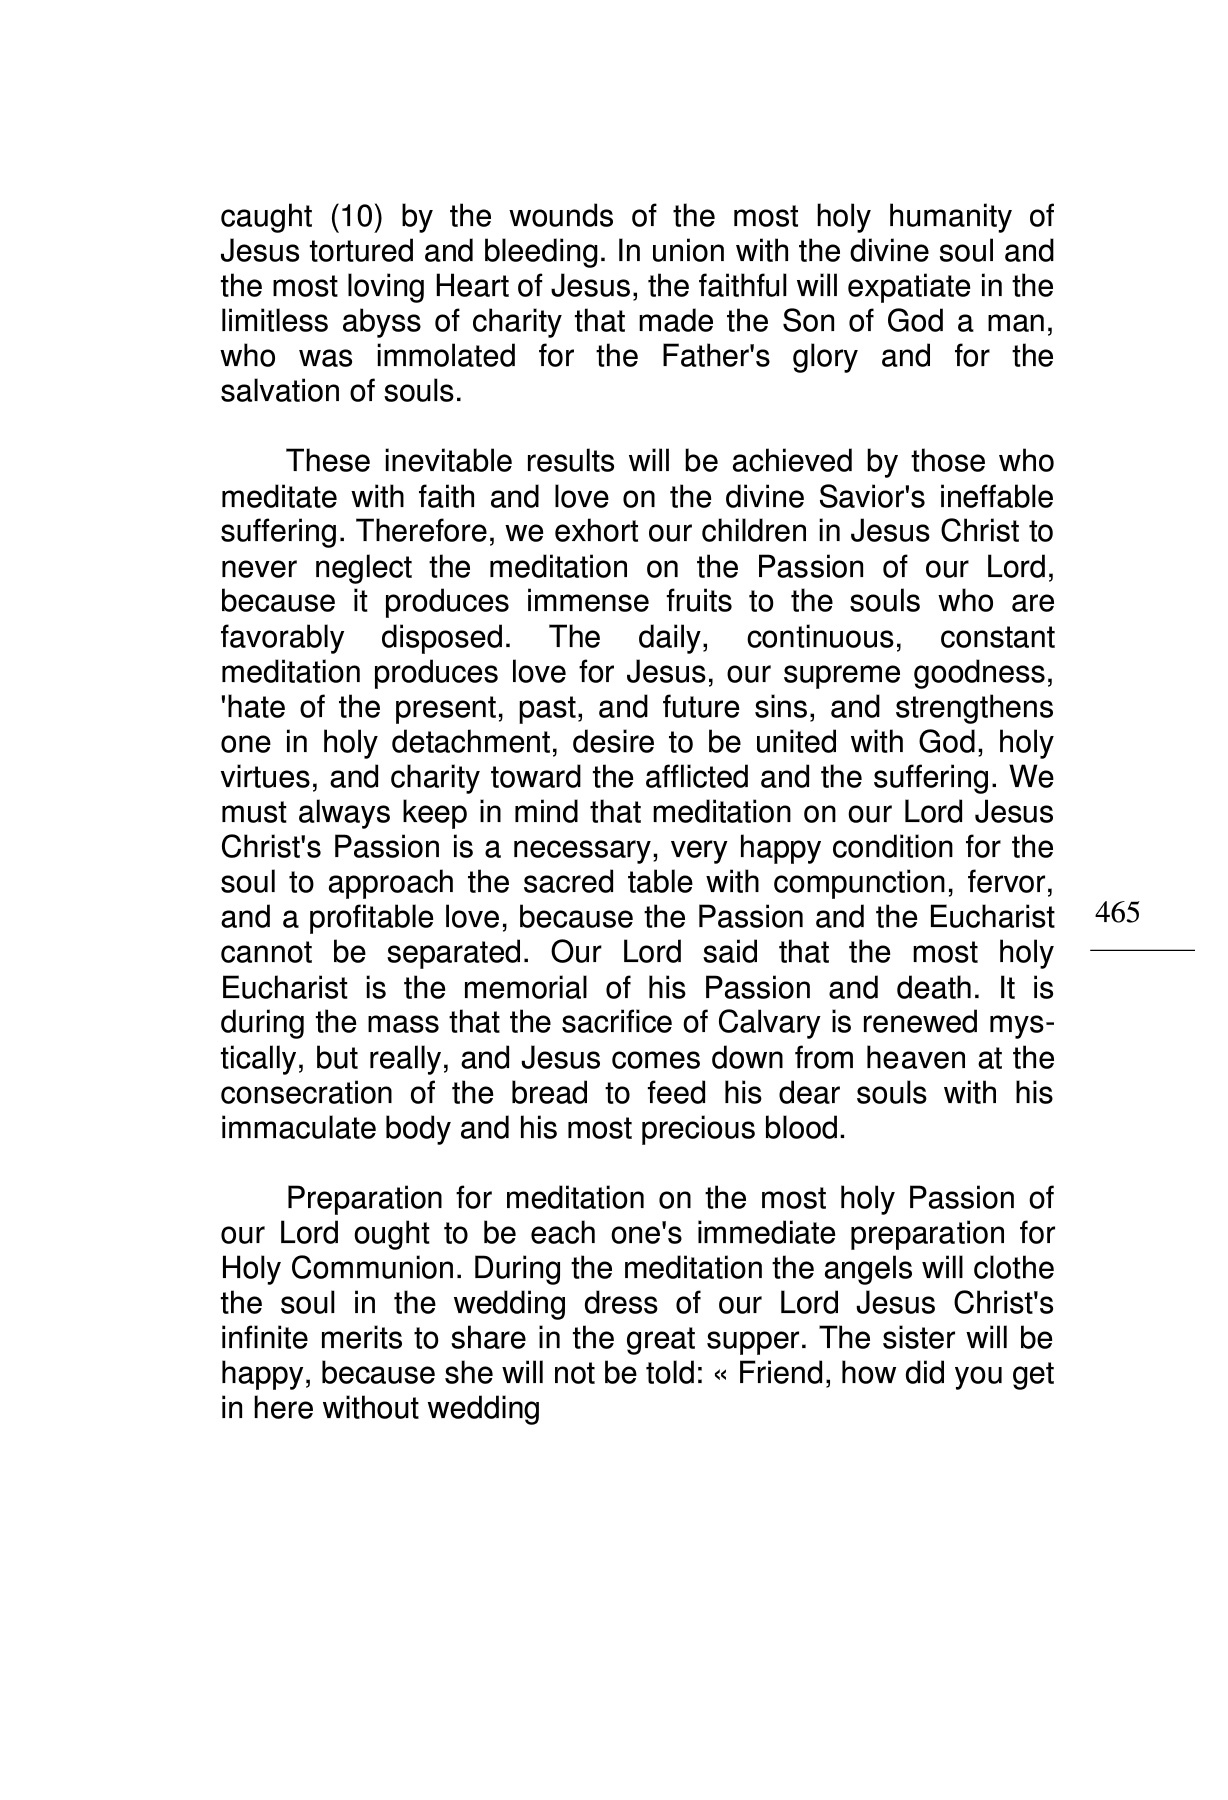 caught (10) by the wounds of the most holy humanity of
Jesus tortured and bleeding. In union with the divine soul and
the most loving Heart of Jesus, the faithful will expatiate in the
limitless abyss of charity that made the Son of God a man,
who was immolated for the Father's glory and for the
salvation of souls.
These inevitable results will be achieved by those who
meditate with faith and love on the divine Savior's ineffable
suffering. Therefore, we exhort our children in Jesus Christ to
never neglect the meditation on the Passion of our Lord,
because it produces immense fruits to the souls who are
favorably disposed. The daily, continuous, constant
meditation produces love for Jesus, our supreme goodness,
'hate of the present, past, and future sins, and strengthens
one in holy detachment, desire to be united with God, holy
virtues, and charity toward the afflicted and the suffering. We
must always keep in mind that meditation on our Lord Jesus
Christ's Passion is a necessary, very happy condition for the
soul to approach the sacred table with compunction, fervor,
and a profitable love, because the Passion and the Eucharist
cannot be separated. Our Lord said that the most holy
Eucharist is the memorial of his Passion and death. It is
during the mass that the sacrifice of Calvary is renewed mys-
tically, but really, and Jesus comes down from heaven at the
consecration of the bread to feed his dear souls with his
immaculate body and his most precious blood.
Preparation for meditation on the most holy Passion of
our Lord ought to be each one's immediate preparation for
Holy Communion. During the meditation the angels will clothe
the soul in the wedding dress of our Lord Jesus Christ's
infinite merits to share in the great supper. The sister will be
happy, because she will not be told: « Friend, how did you get
in here without wedding
465